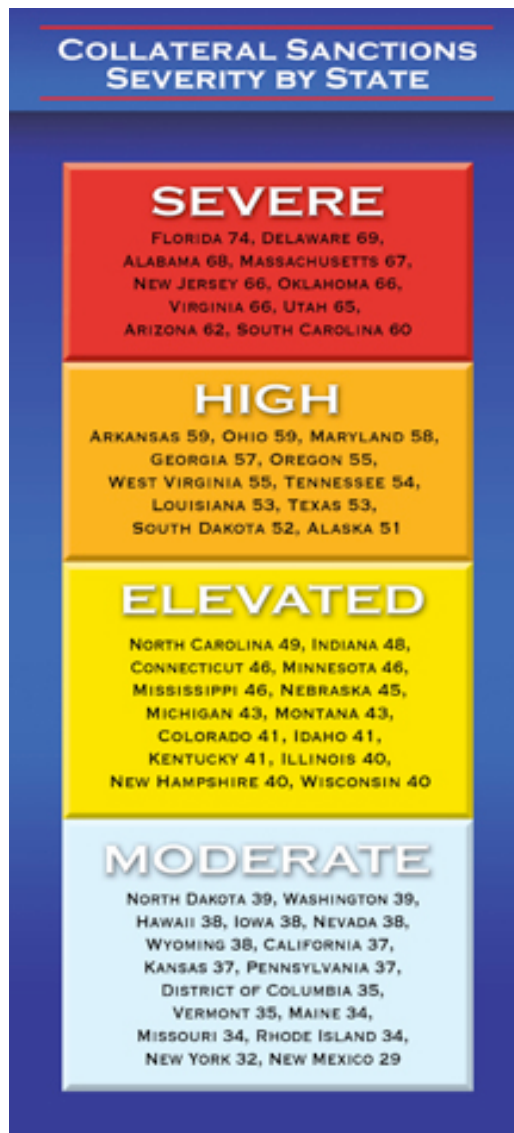 COLLATERAL SANCTIONS
SEVERITY BY STATE
SEVERE
FLORIDA 74, DELAWARE 69,
ALABAMA 68, MASSACHUSETTS 67,
NEW JERSEY 66, OKLAHOMA 66,
VIRGINIA 66, UTAH 65,
ARIZONA 62, SOUTH CAROLINA 60
HIGH
ARKANSAS 59, OHIO 59, MARYLAND 58,
GEORGIA 57, OREGON 55,
WEST VIRGINIA 55, TENNESSEE 54,
LOUISIANA 53, TEXAS 53,
SOUTH DAKOTA 52, ALASKA 51
ELEVATED
NORTH CAROLINA 49, INDIANA 48,
CONNECTICUT 46, MINNESOTA 46,
MISSISSIPPI 46, NEBRASKA 45,
MICHIGAN 43, MONTANA 43,
COLORADO 41, IDAHO 41,
KENTUCKY 41, ILLINOIS 40,
NEW HAMPSHIRE 40, WISCONSIN 40
MODERATE
NORTH DAKOTA 39, WASHINGTON 39,
HAWAII 38, IOWA 38, NEVADA 38,
WYOMING 38, CALIFORNIA 37,
KANSAS 37, PENNSYLVANIA 37,
DISTRICT OF COLUMBIA 35,
VERMONT 35, MAINE 34,
MISSOURI 34, RHODE ISLAND 34,
NEW YORK 32, NEW MEXICO 29